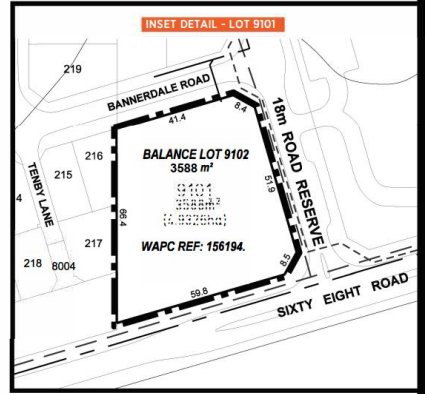 INSET DETAIL - LOT 9101
219
BANNERDALE ROAD
41.4
8.4
18m ROAD RESERVE
216
BALANCE LOT 9102
3588 m²
TENBY LANE
215
4
9101
66.4
51.9
WAPC REF: 156194.
217
218
8004
8.5
59.8
SIXTY EIGHT ROAD